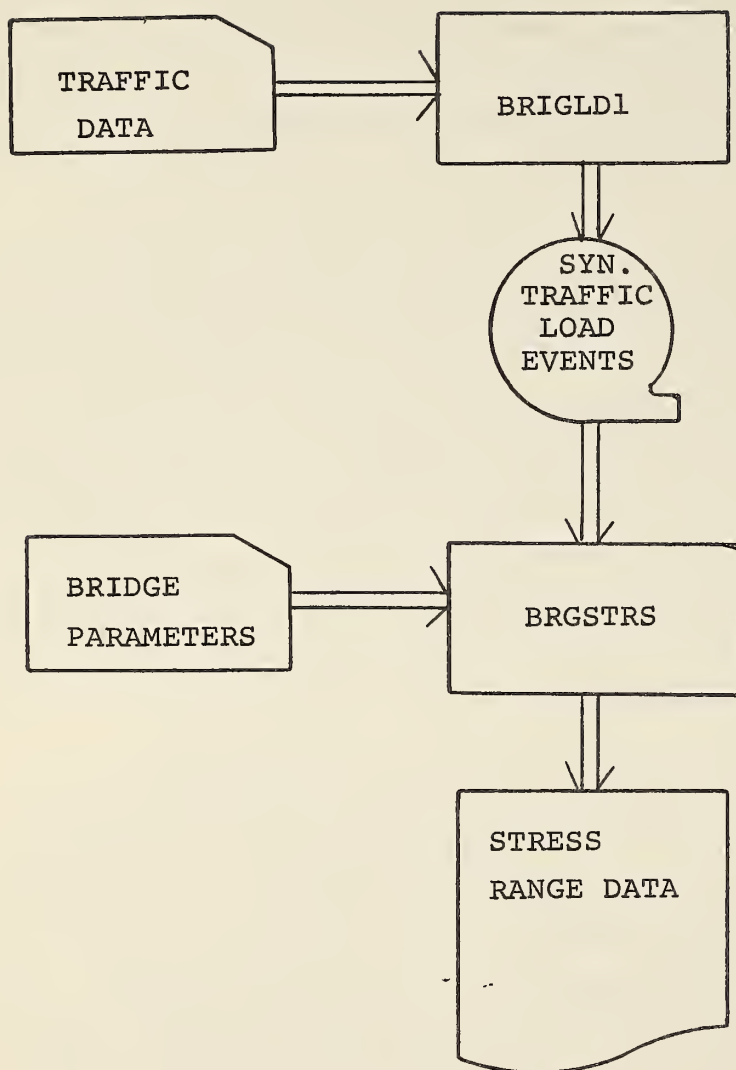 TRAFFIC
DATA
BRIGLD1
SYN.
TRAFFIC
LOAD
EVENTS
BRIDGE
PARAMETERS
BRGSTRS
STRESS
RANGE DATA